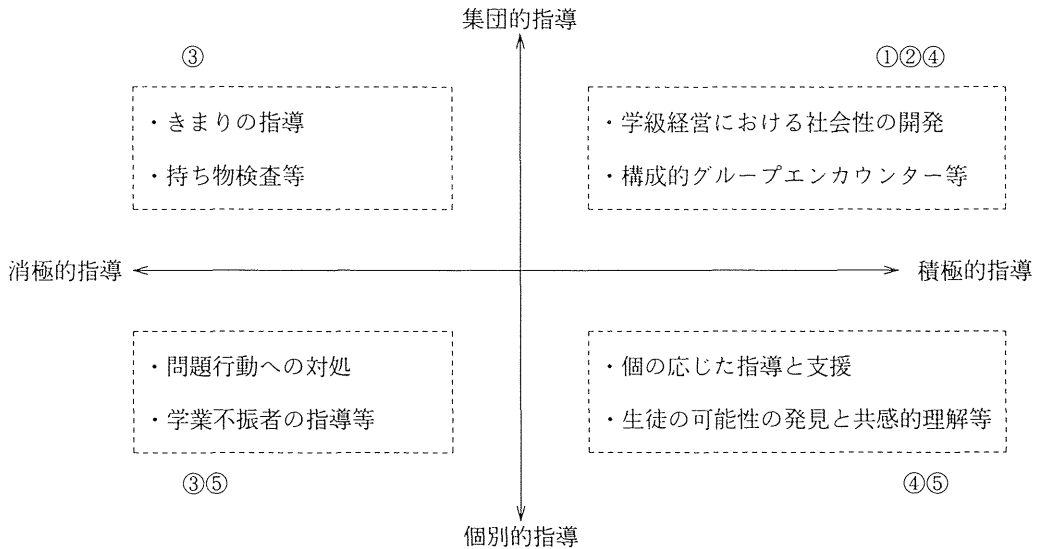 集団的指導
③
①②④
・きまりの指導
・持ち物検査等
・学級経営における社会性の開発
・構成的グループエンカウンター等
消極的指導
積極的指導
・問題行動への対処
・学業不振者の指導等
・個の応じた指導と支援
・生徒の可能性の発見と共感的理解等
③⑤
④⑤
個別的指導